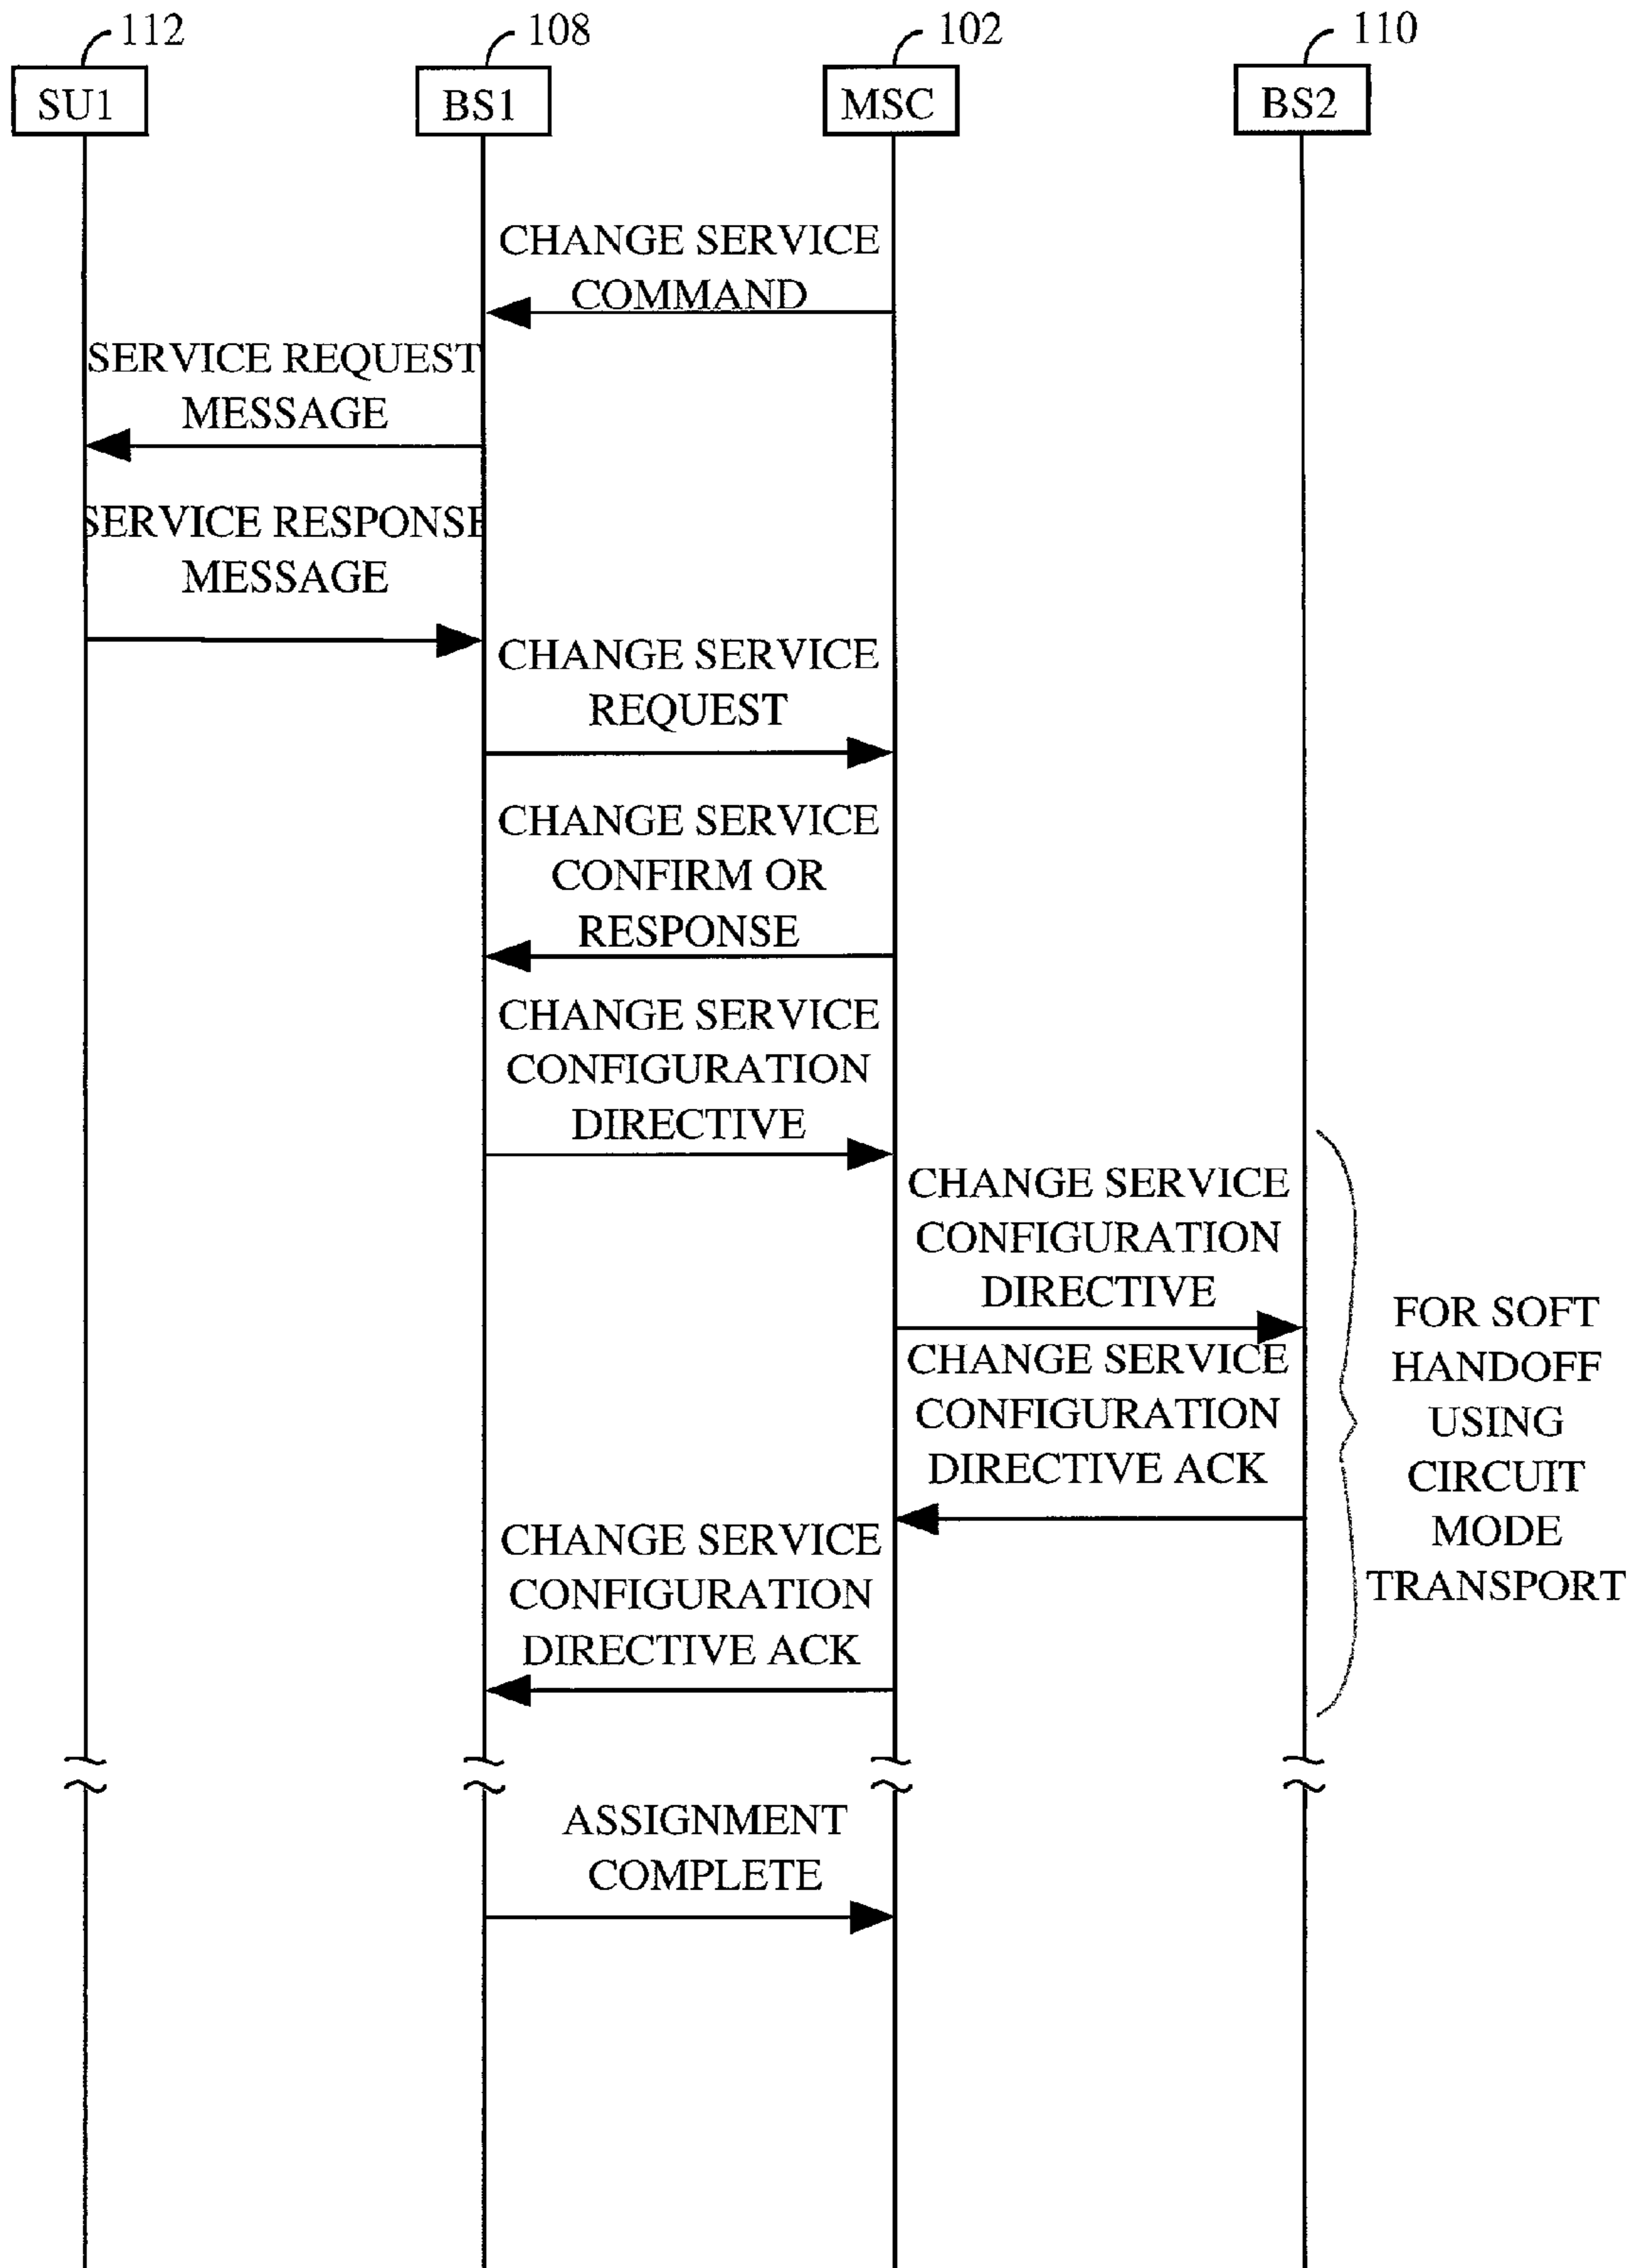 112
108
102
110
SU1
BS1
MSC
BS2
CHANGE SERVICE
COMMAND
SERVICE REQUEST
MESSAGE
SERVICE RESPONSE
MESSAGE
CHANGE SERVICE
REQUEST
CHANGE SERVICE
CONFIRM OR
RESPONSE
CHANGE SERVICE
CONFIGURATION
DIRECTIVE
CHANGE SERVICE
CONFIGURATION
DIRECTIVE
CHANGE SERVICE
CONFIGURATION
DIRECTIVE ACK
FOR SOFT
HANDOFF
USING
CIRCUIT
MODE
TRANSPORT
CHANGE SERVICE
CONFIGURATION
DIRECTIVE ACK
ASSIGNMENT
COMPLETE